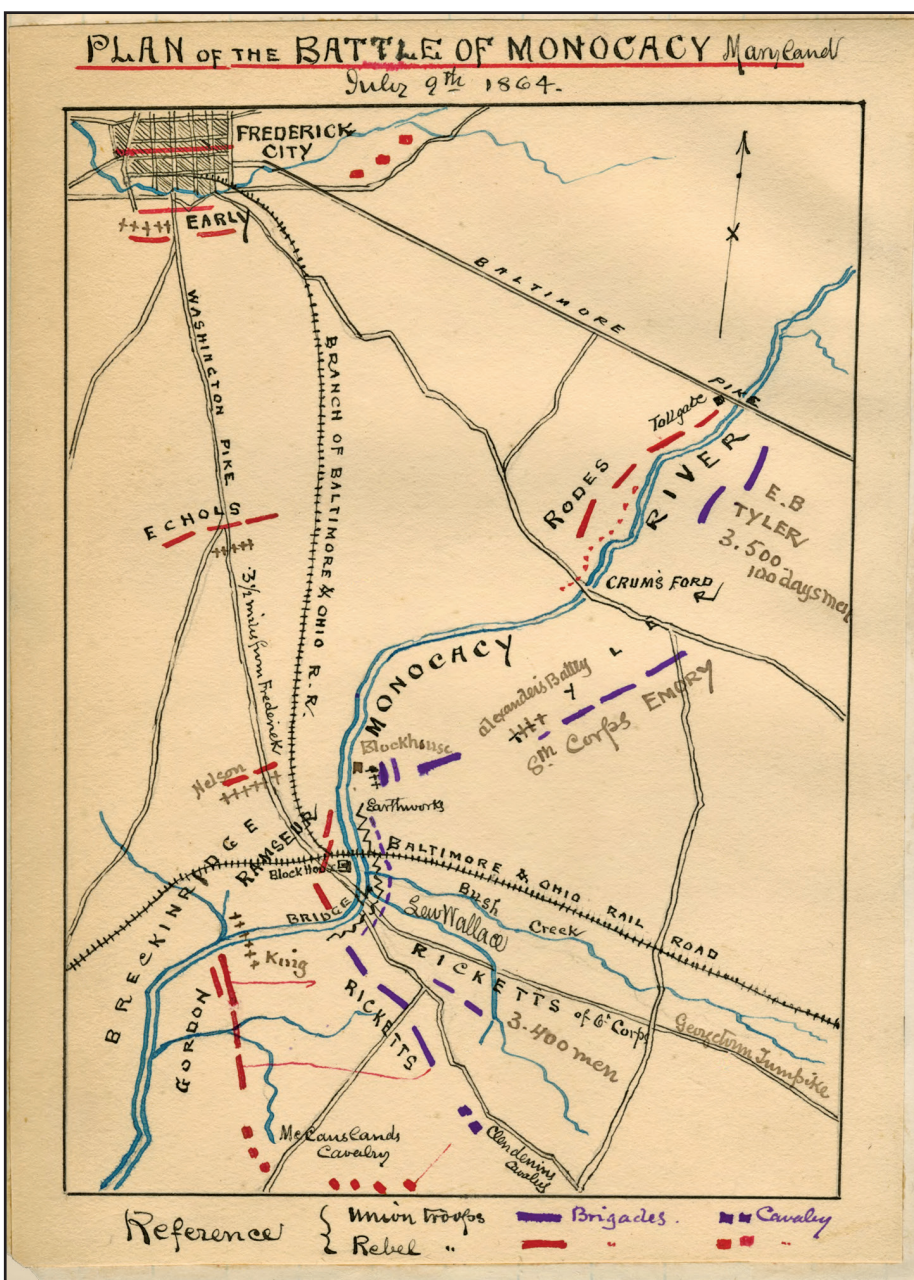 PLAN OF THE BATTLE OF MONOCACY Maryland
July 9th 1864.
FREDERICK
CITY
EARLY
BALTIMORE
PIKE
WASHINGTON PIKE
BRANCH OF BALTIMORE & OHIO R.R.
Tollgate
RODES
RIVER
E.B
TYLER
3.500
100 days men
ECHOLS
3½ miles from Frederick
CRUM'S FORD
MONOCACY
TYLER
Alexander's Battery
8th Corps EMORY
Blockhouse
Nelson
Earthworks
BRECKINRIDGE
RAMSEUR
Block House
BALTIMORE & OHIO RAIL ROAD
BRIDGE
Bush
Creek
Lew Wallace
King
GORDON
RICKETTS
RICKETTS of 6th Corps
3.400 men
Georgetown Turnpike
McCauslands
Cavalry
Clendenins
Cavalry
Reference { Union Troops Brigades. Cavalry
Rebel " " "